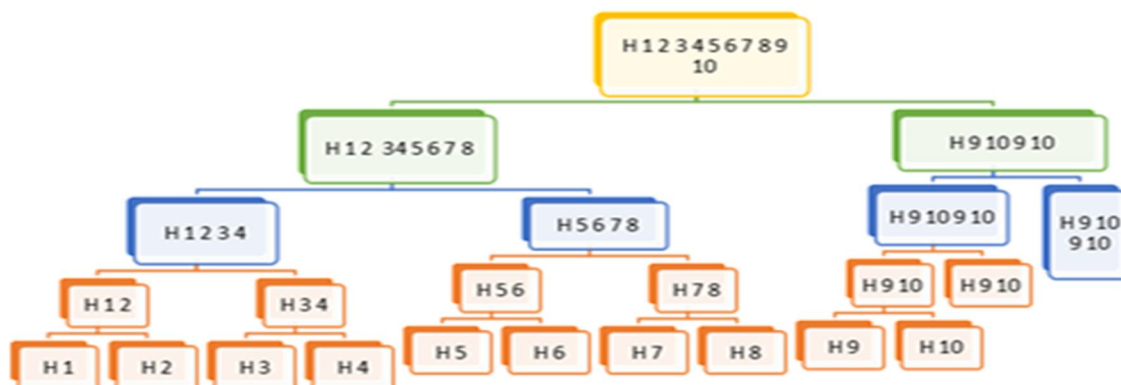 H 1 2 3 4 5 6 7 8 9
10
H 1 2 3 4 5 6 7 8
H 9 10 9 10
H 1 2 3 4
H 5 6 7 8
H 9 10 9 10
H 9 10
9 10
H 1 2
H 3 4
H 5 6
H 7 8
H 9 10
H 9 10
H 1
H 2
H 3
H 4
H 5
H 6
H 7
H 8
H 9
H 10